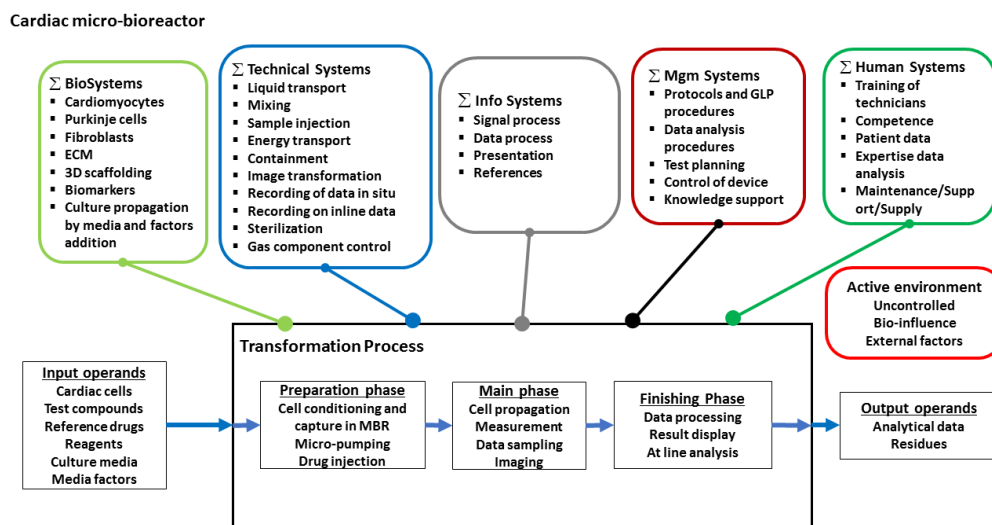 Cardiac micro-bioreactor
∑ BioSystems
▪ Cardiomyocytes
▪ Purkinje cells
▪ Fibroblasts
▪ ECM
▪ 3D scaffolding
▪ Biomarkers
▪ Culture propagation
by media and factors
addition
∑ Technical Systems
▪ Liquid transport
▪ Mixing
▪ Sample injection
▪ Energy transport
▪ Containment
▪ Image transformation
▪ Recording of data in situ
▪ Recording on inline data
▪ Sterilization
▪ Gas component control
∑ Info Systems
▪ Signal process
▪ Data process
▪ Presentation
▪ References
∑ Mgm Systems
▪ Protocols and GLP
procedures
▪ Data analysis
procedures
▪ Test planning
▪ Control of device
▪ Knowledge support
∑ Human Systems
▪ Training of
technicians
▪ Competence
▪ Patient data
▪ Expertise data
analysis
▪ Maintenance/Supp
ort/Supply
Active environment
Uncontrolled
Bio-influence
External factors
Transformation Process
Input operands
Cardiac cells
Test compounds
Reference drugs
Reagents
Culture media
Media factors
Preparation phase
Cell conditioning and
capture in MBR
Micro-pumping
Drug injection
Main phase
Cell propagation
Measurement
Data sampling
Imaging
Finishing Phase
Data processing
Result display
At line analysis
Output operands
Analytical data
Residues